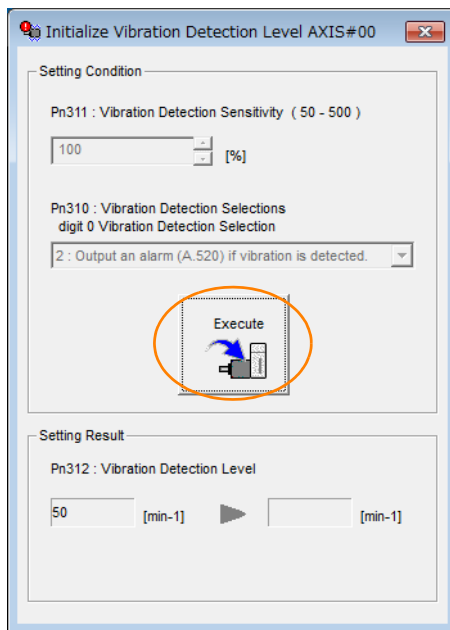 Initialize Vibration Detection Level AXIS#00
Setting Condition
Pn311 : Vibration Detection Sensitivity ( 50 - 500 )
100
[%]
Pn310 : Vibration Detection Selections
digit 0 Vibration Detection Selection
2 : Output an alarm (A.520) if vibration is detected.
Execute
Setting Result
Pn312 : Vibration Detection Level
50 [min-1] [min-1]